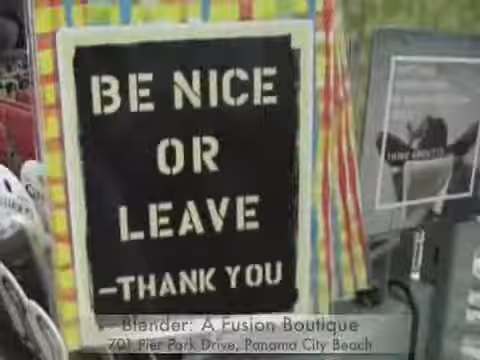 BE NICE
OR
LEAVE
-THANK YOU
Blender: A Fusion Boutique
701 Pier Park Drive, Panama City Beach